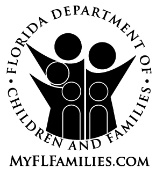 • FLORIDA DEPARTMENT OF •
CHILDREN AND FAMILIES
MYFLFAMILIES.COM